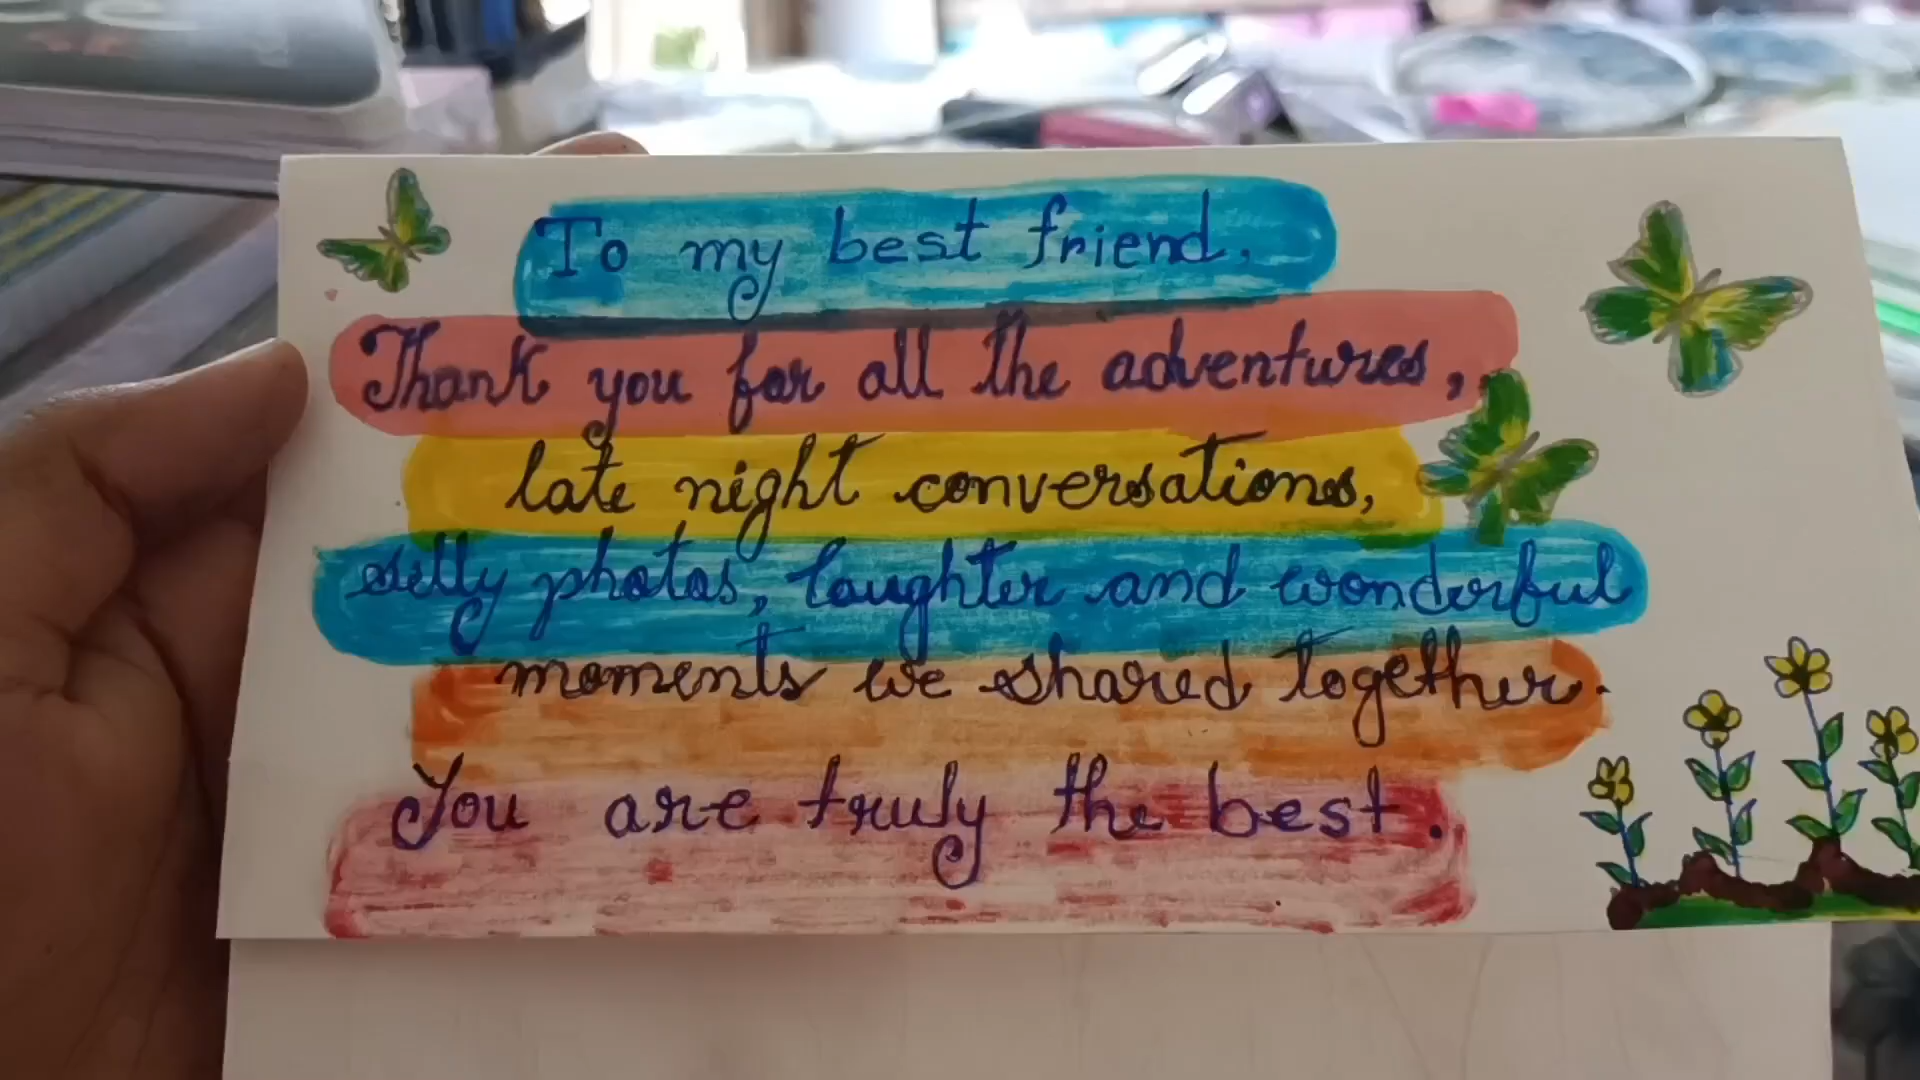 To my best friend.
Thank you for all the adventures,
late night conversations,
silly photos, laughter and wonderful
moments we shared together.
You are truly the best.